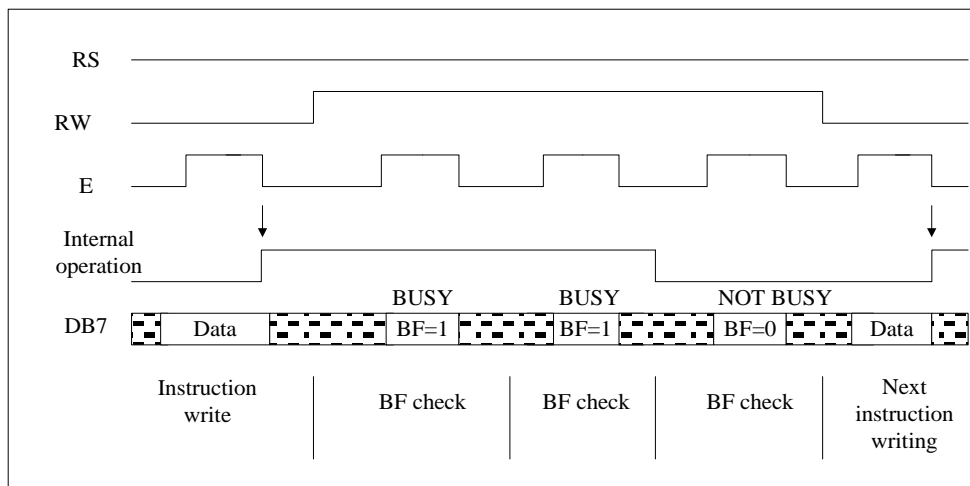 RS
RW
E
Internal
operation
BUSY BUSY NOT BUSY
DB7 Data BF=1 BF=1 BF=0 Data
Instruction
write
BF check
BF check
BF check
Next
instruction
writing